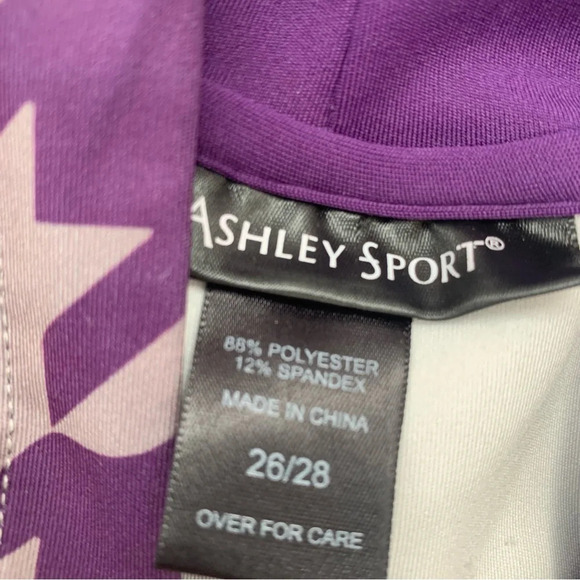 ASHLEY SPORT®
88% POLYESTER
12% SPANDEX
MADE IN CHINA
26/28
OVER FOR CARE